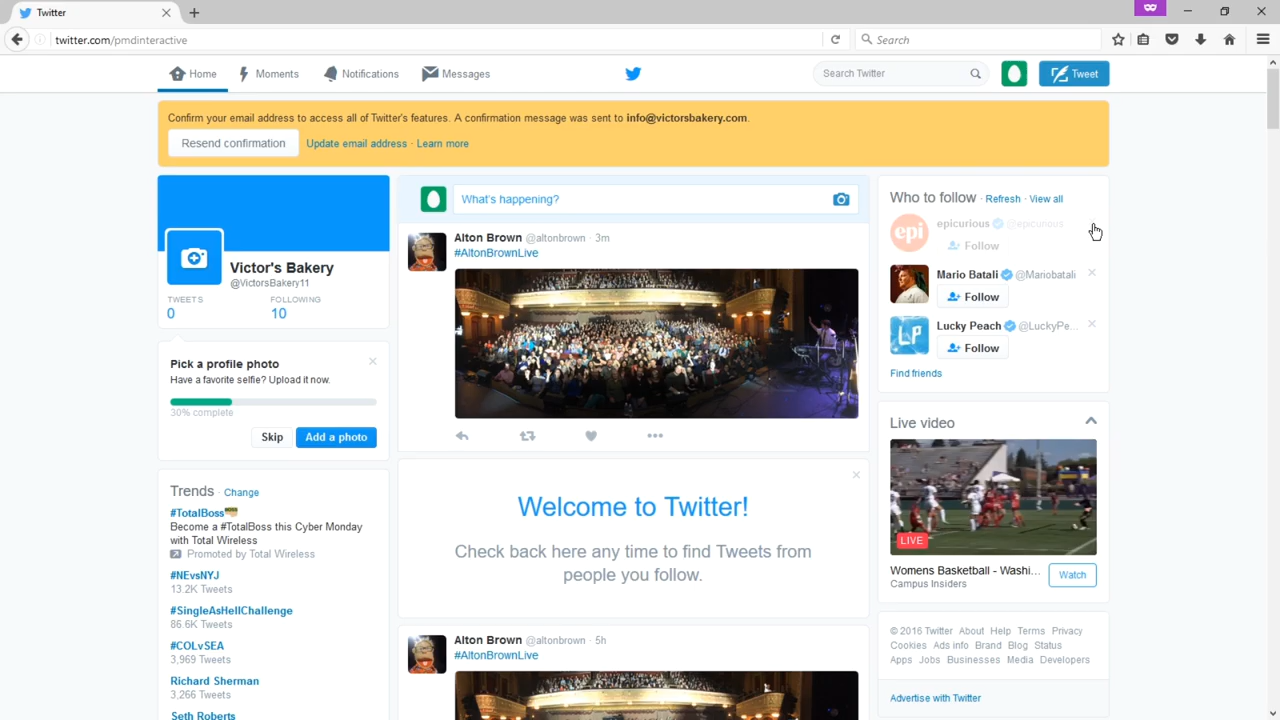 Twitter
twitter.com/pmdinteractive
Search
Home
Moments
Notifications
Messages
Search Twitter
Tweet
Confirm your email address to access all of Twitter's features. A confirmation message was sent to info@victorsbakery.com.
Resend confirmation
Update email address · Learn more
Victor's Bakery
@VictorsBakery11
TWEETS
FOLLOWING
0
10
Pick a profile photo
Have a favorite selfie? Upload it now.
30% complete
Skip
Add a photo
Trends · Change
#TotalBoss
Become a #TotalBoss this Cyber Monday
with Total Wireless
Promoted by Total Wireless
#NEvsNYJ
13.2K Tweets
#SingleAsHellChallenge
86.6K Tweets
#COLvSEA
3,969 Tweets
Richard Sherman
3,266 Tweets
Seth Roberts
What's happening?
Alton Brown @altonbrown · 3m
#AltonBrownLive
Welcome to Twitter!
Check back here any time to find Tweets from
people you follow.
Alton Brown @altonbrown · 5h
#AltonBrownLive
Who to follow · Refresh · View all
epi
epicurious @epicurious
Follow
Mario Batali @Mariobatali
Follow
LP
Lucky Peach @LuckyPe...
Follow
Find friends
Live video
LIVE
Womens Basketball - Washi...
Campus Insiders
Watch
© 2016 Twitter About Help Terms Privacy
Cookies Ads info Brand Blog Status
Apps Jobs Businesses Media Developers
Advertise with Twitter